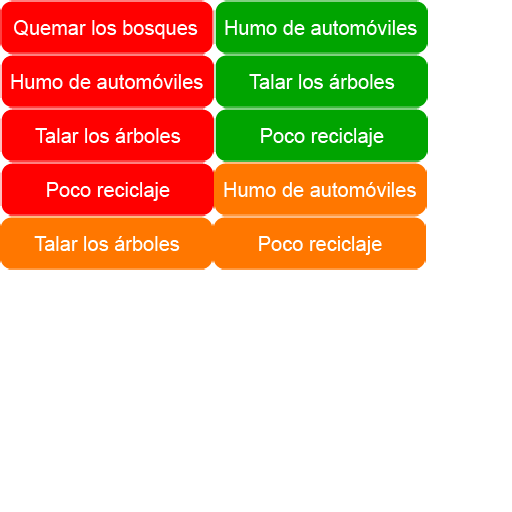 Quemar los bosques
Humo de automóviles
Humo de automóviles
Talar los árboles
Talar los árboles
Poco reciclaje
Poco reciclaje
Humo de automóviles
Talar los árboles
Poco reciclaje